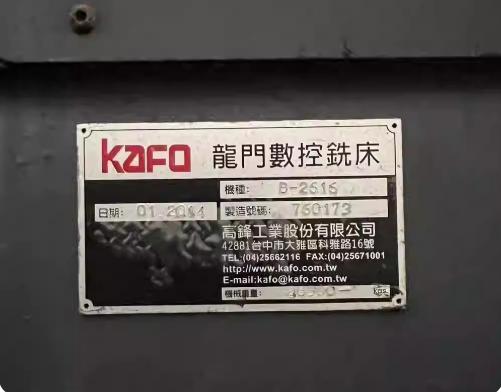 KAFO 龍門數控銑床
機種: B-2616
日期: 01.2014 製造號碼: 760173
高鋒工業股份有限公司
42881台中市大雅區科雅路16號
TEL:(04)25662116 FAX:(04)25671001
http://www.kafo.com.tw
E-mail:kafo@kafo.com.tw
機械重量: kgs